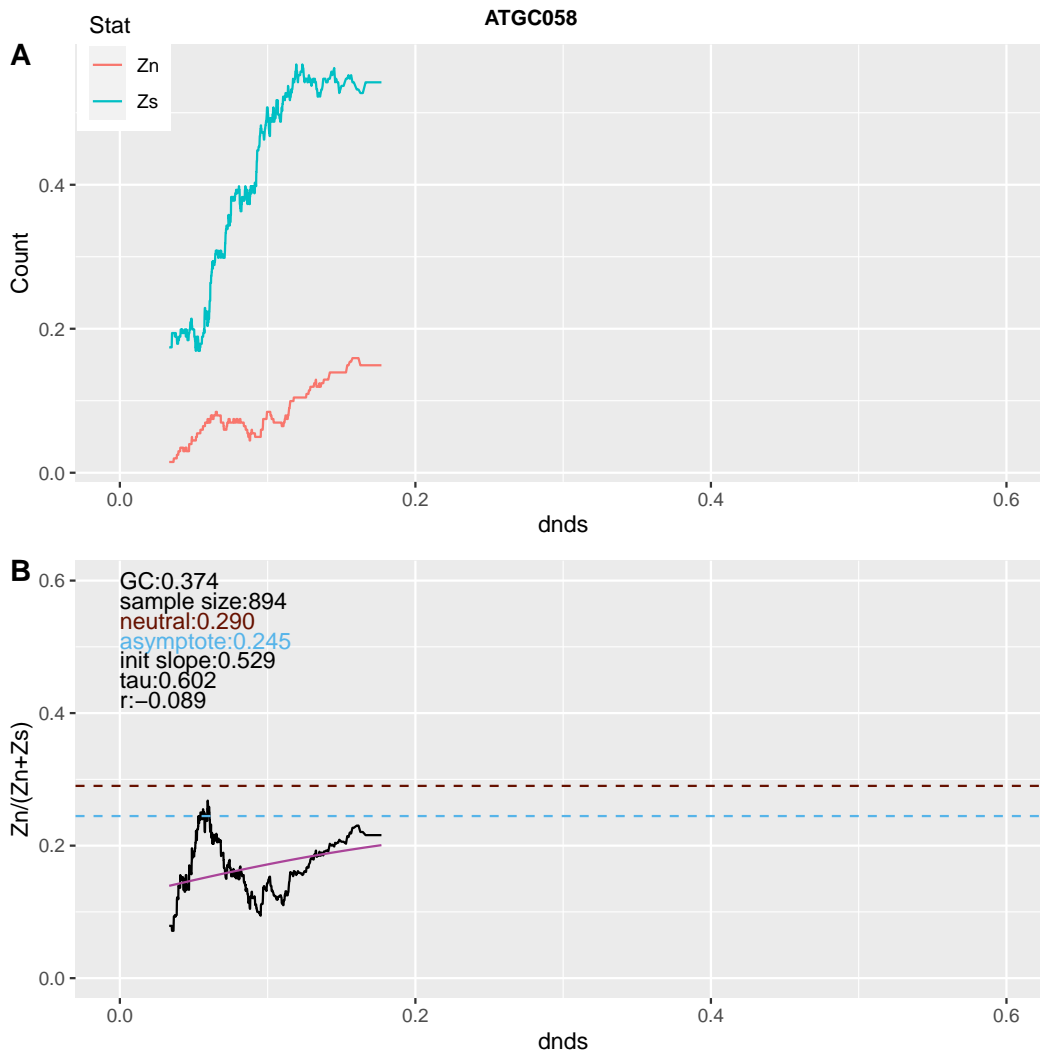 ATGC058
Stat
Zn
Zs
A
Count
0.4
0.2
0.0
0.0 0.2 0.4 0.6
dnds
B
Zn/(Zn+Zs)
0.6
0.4
0.2
0.0
GC:0.374
sample size:894
neutral:0.290
asymptote:0.245
init slope:0.529
tau:0.602
r:−0.089
0.0 0.2 0.4 0.6
dnds